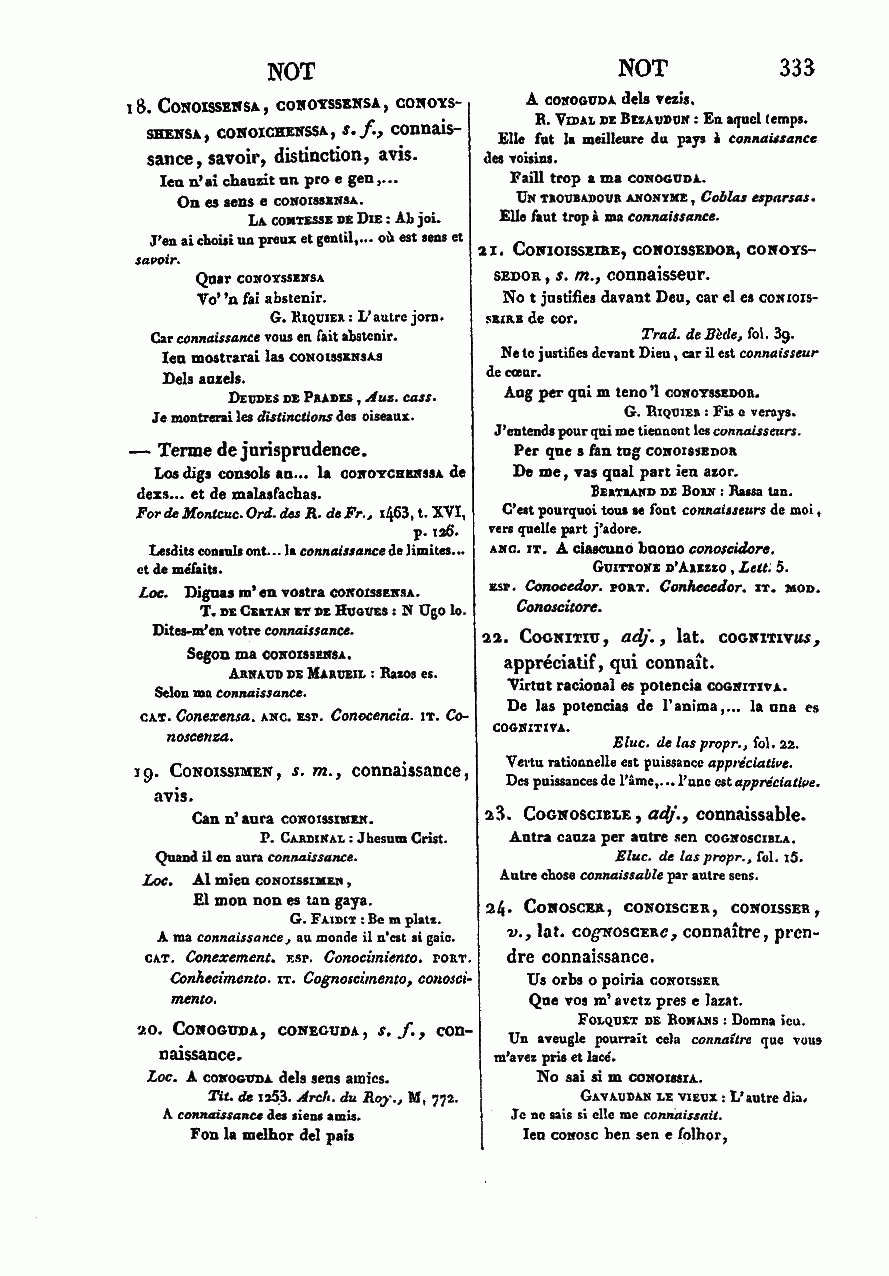 NOT
NOT 333
18. CONOISSENSA, CONOYSSENSA, CONOYS-
SHENSA, CONOICHENSSA, s. f., connais-
sance, savoir, distinction, avis.
Ieu n'ai chauzit un pro e gen,...
On es sens e CONOISSENSA.
LA COMTESSE DE DIE : Ab joi.
J'en ai choisi un preux et gentil,... où est sens et
savoir.
Quar CONOYSSENSA
Vo' 'n fai abstenir.
G. RIQUIER : L'autre jorn.
Car connaissance vous en fait abstenir.
Ieu mostrarai las CONOISSENSAS
Dels auzels.
DEUDES DE PRADES, Auz. cass.
Je montrerai les distinctions des oiseaux.
— Terme de jurisprudence.
Los digs consols an... la CONOYCHENSSA de
dexs... et de malasfachas.
For de Montcuc. Ord. des R. de Fr., 1463, t. XVI,
p. 126.
Lesdits consuls ont... la connaissance de limites...
et de méfaits.
Loc. Diguas m'en vostra CONOISSENSA.
T. DE CERTAN ET DE HUGUES : N Ugo lo.
Dites-m'en votre connaissance.
Segon ma CONOISSENSA.
ARNAUD DE MARUEIL : Razos es.
Selon ma connaissance.
CAT. Conexensa. ANC. ESP. Conocencia. IT. Co-
noscenza.
19. CONOISSIMEN, s. m., connaissance,
avis.
Can n'aura CONOISSIMEN.
P. CARDINAL : Jhesum Crist.
Quand il en aura connaissance.
Loc. Al mieu CONOISSIMEN,
El mon non es tan gaya.
G. FAIDIT : Be m platz.
A ma connaissance, au monde il n'est si gaie.
CAT. Conexement. ESP. Conocimiento. PORT.
Conhecimento. IT. Cognoscimento, conosci-
mento.
20. CONOGUDA, CONEGUDA, s. f., con-
naissance.
Loc. A CONOGUDA dels sens amics.
Tit. de 1253. Arch. du Roy., M, 772.
A connaissance des siens amis.
Fon la melhor del pais
A CONOGUDA dels vezis.
R. VIDAL DE BEZAUDUN : En aquel temps.
Elle fut la meilleure du pays à connaissance
des voisins.
Faill trop a ma CONOGUDA.
UN TROUBADOUR ANONYME, Coblas esparsas.
Elle faut trop à ma connaissance.
21. CONIOISSEIRE, CONOISSEDOR, CONOYS-
SEDOR, s. m., connaisseur.
No t justifies davant Deu, car el es CONIOIS-
SEIRE de cor.
Trad. de Bède, fol. 39.
Ne te justifies devant Dieu, car il est connaisseur
de cœur.
Aug per qui m teno 'l CONOYSSEDOR.
G. RIQUIER : Fis e verays.
J'entends pour qui me tiennent les connaisseurs.
Per que s fan tug CONOISSEDOR
De me, vas qual part ieu azor.
BERTRAND DE BORN : Rassa tan.
C'est pourquoi tous se font connaisseurs de moi,
vers quelle part j'adore.
ANC. IT. A ciascuno buono conoscidore.
GUITTONE D'AREZZO, Lett. 5.
ESP. Conocedor. PORT. Conhecedor. IT. MOD.
Conoscitore.
22. COGNITIU, adj., lat. COGNITIVUS,
appréciatif, qui connaît.
Virtut racional es potencia COGNITIVA.
De las potencias de l'anima,... la una es
COGNITIVA.
Eluc. de las propr., fol. 22.
Vertu rationnelle est puissance appréciative.
Des puissances de l'âme,... l'une est appréciative.
23. COGNOSCIBLE, adj., connaissable.
Autra cauza per autre sen COGNOSCIBLA.
Eluc. de las propr., fol. 15.
Autre chose connaissable par autre sens.
24. CONOSCER, CONOISCER, CONOISSER,
v., lat. COGNOSCERe, connaître, pren-
dre connaissance.
Us orbs o poiria CONOISSER
Que vos m'avetz pres e lazat.
FOLQUET DE ROMANS : Domna ieu.
Un aveugle pourrait cela connaître que vous
m'avez pris et lacé.
No sai si m CONOISSIA.
GAVAUDAN LE VIEUX : L'autre dia.
Je ne sais si elle me connaissait.
Ieu CONOSC ben sen e folhor,